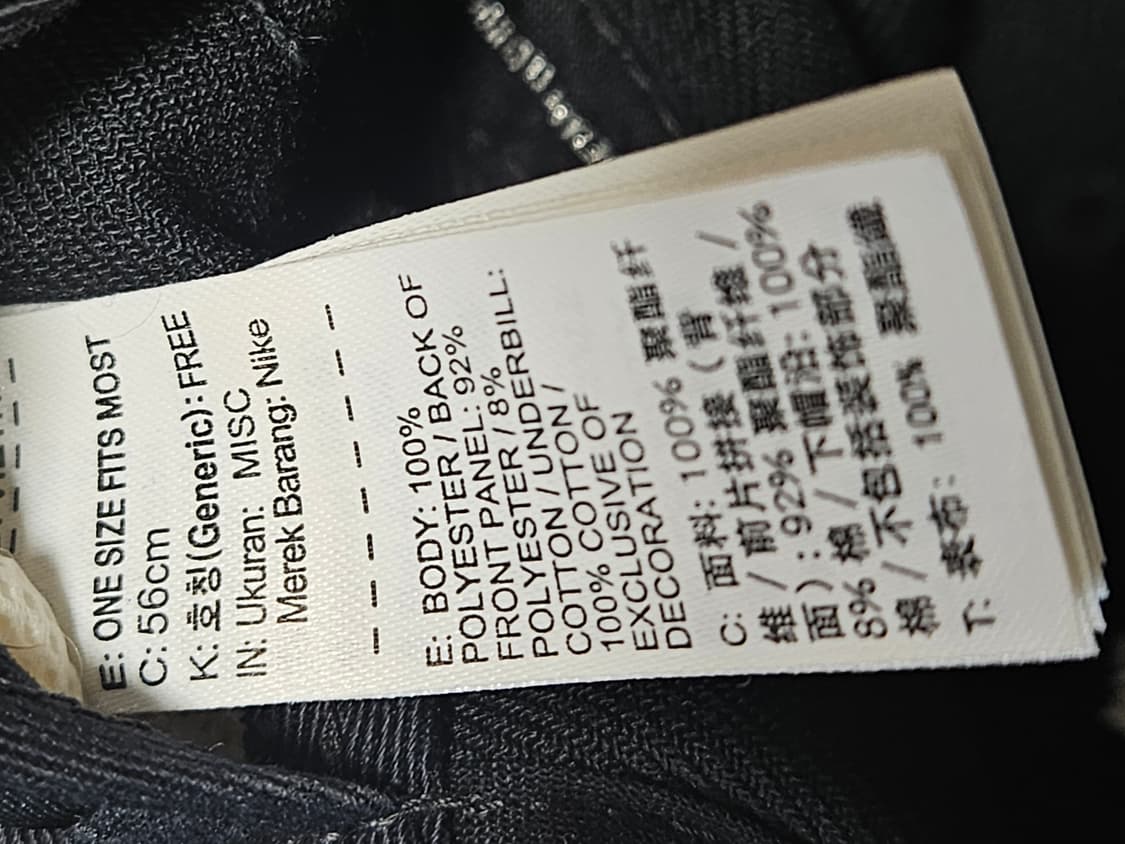 E: ONE SIZE FITS MOST
C: 56cm
K: 호칭(Generic): FREE
IN: Ukuran: MISC
Merek Barang: Nike
E: BODY: 100%
POLYESTER / BACK OF
FRONT PANEL: 92%
POLYESTER / 8%
COTTON / UNDERBILL:
100% COTTON /
EXCLUSIVE OF
DECORATION
C: 面料: 100% 聚酯纤
维 / 前片拼接 (背
面) : 92% 聚酯纤维 /
8% 棉 / 下帽沿: 100%
棉 / 不包括装饰部分
T: 表布: 100% 聚酯纖